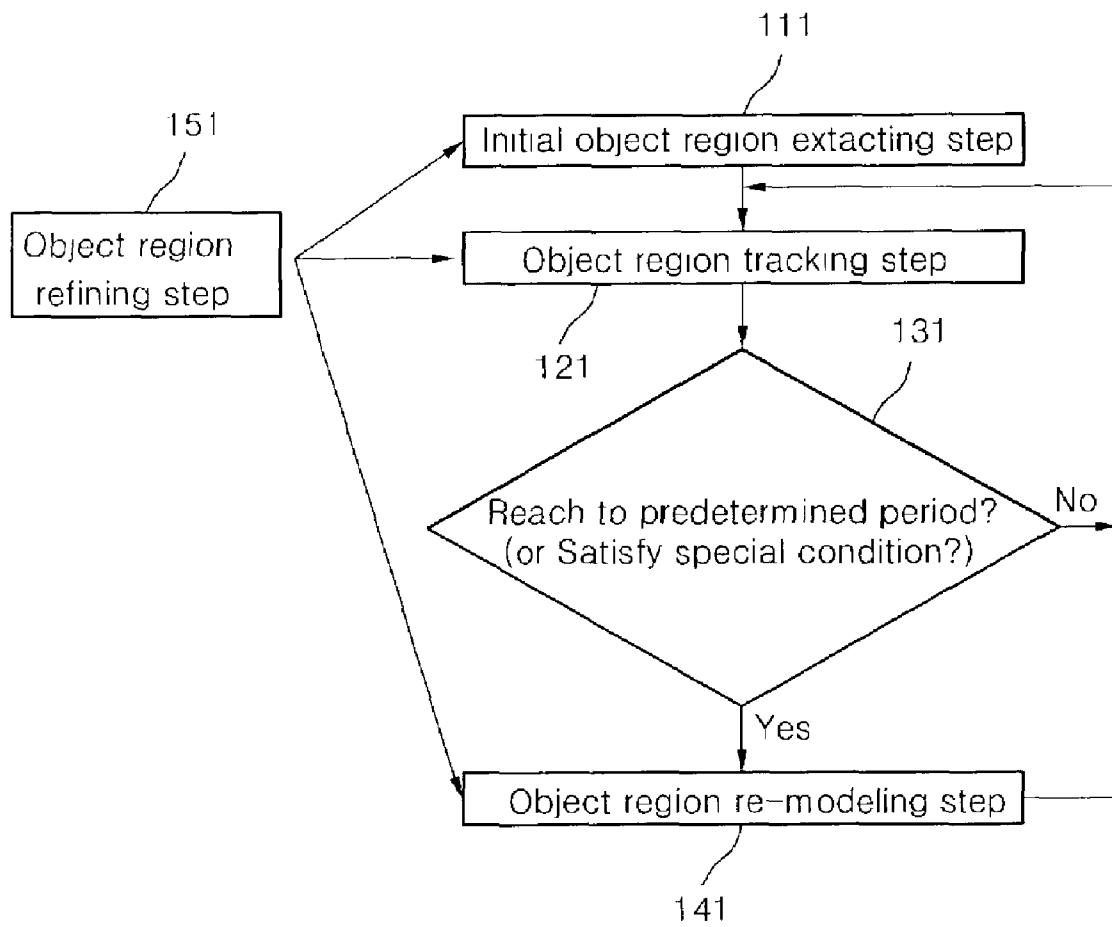 111
151
Initial object region extacting step
Object region
refining step
Object region tracking step
121
131
Reach to predetermined period?
(or Satisfy special condition?)
No
Yes
Object region re-modeling step
141